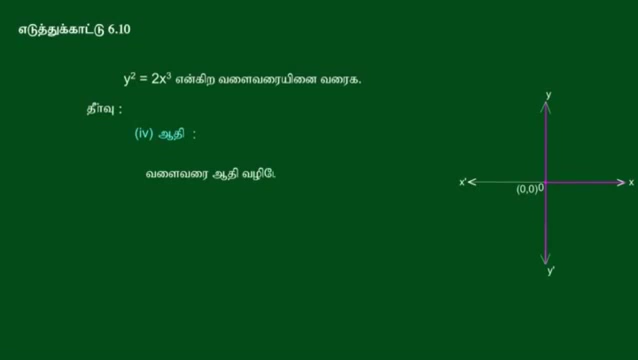 எடுத்துக்காட்டு 6.10
y² = 2x³ என்கிற வளைவரையினை வரைக.
தீர்வு :
(iv) ஆதி :
வளைவரை ஆதி வழியே.
y
x'
(0,0)
0
x
y'